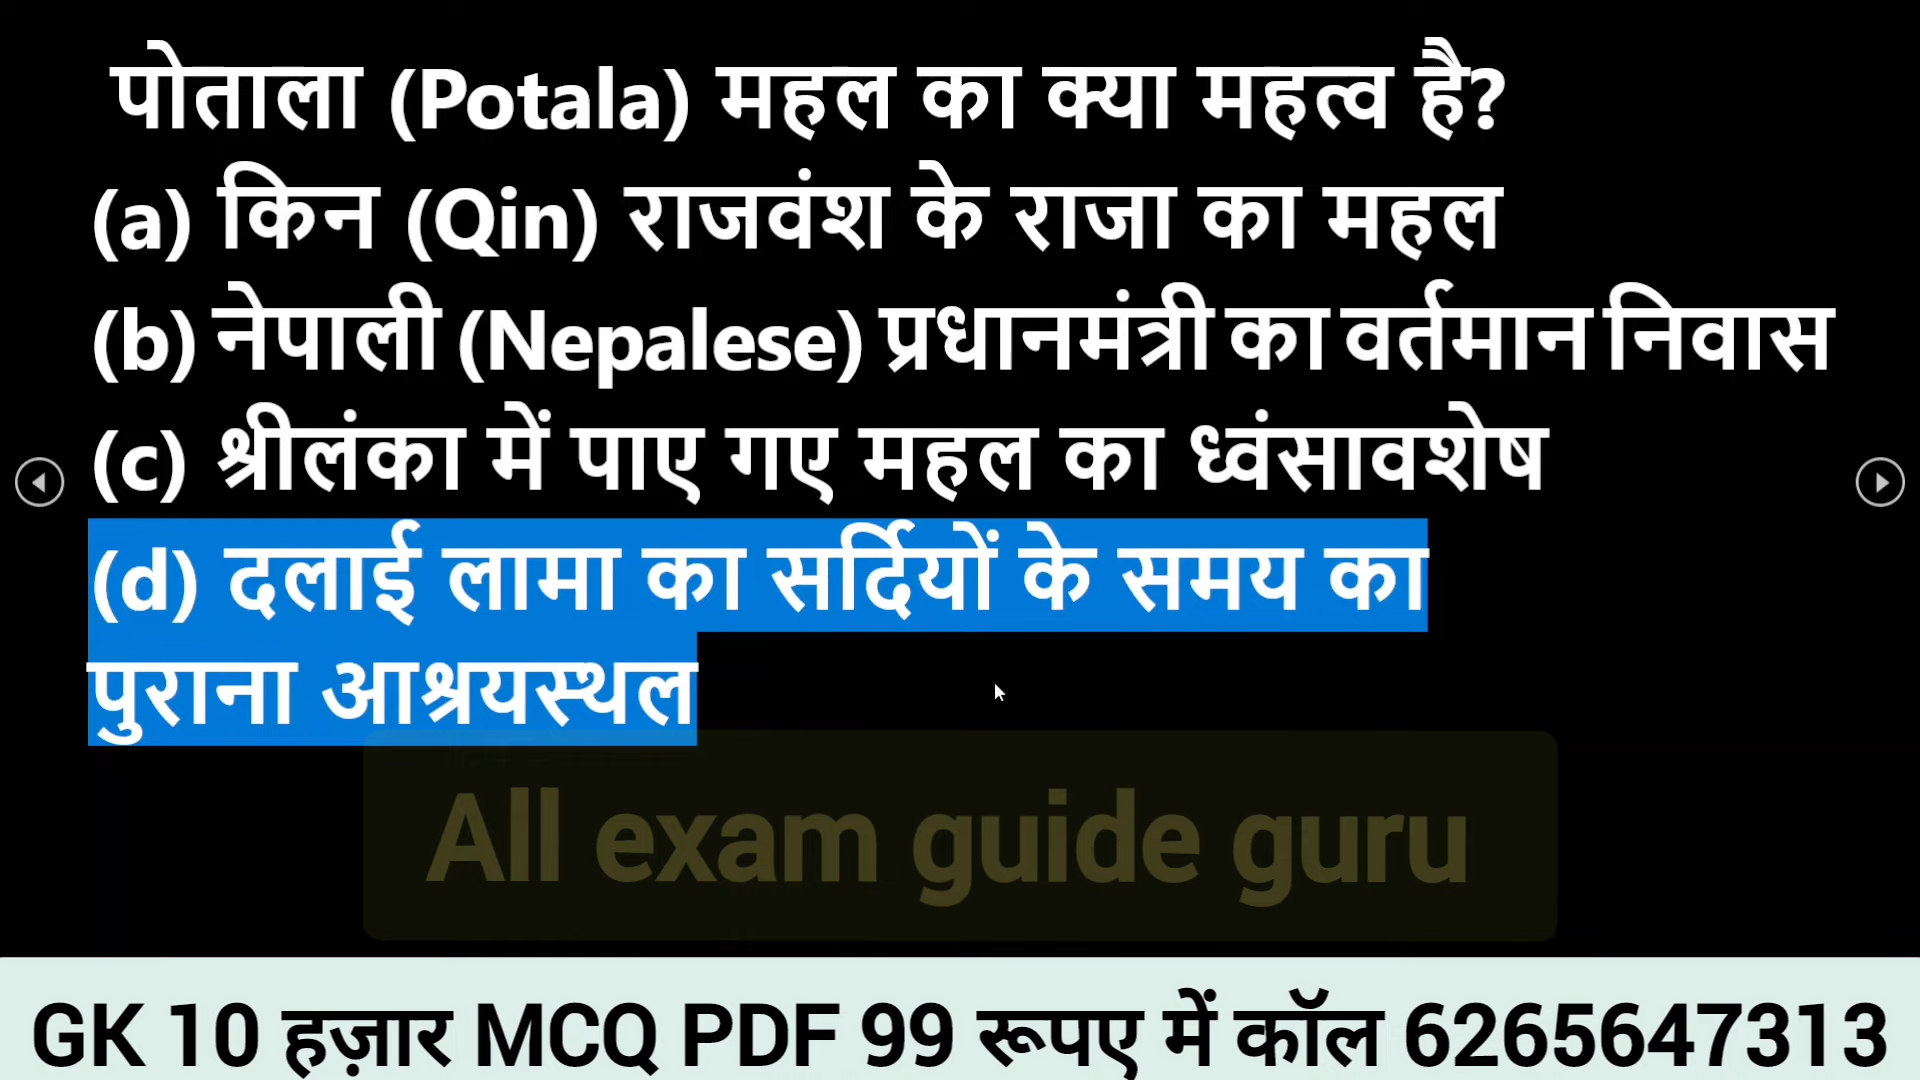 पोताला (Potala) महल का क्या महत्व है?
(a) किन (Qin) राजवंश के राजा का महल
(b) नेपाली (Nepalese) प्रधानमंत्री का वर्तमान निवास
(c) श्रीलंका में पाए गए महल का ध्वंसावशेष
(d) दलाई लामा का सर्दियों के समय का
पुराना आश्रयस्थल
All exam guide guru
GK 10 हज़ार MCQ PDF 99 रूपए में कॉल 6265647313